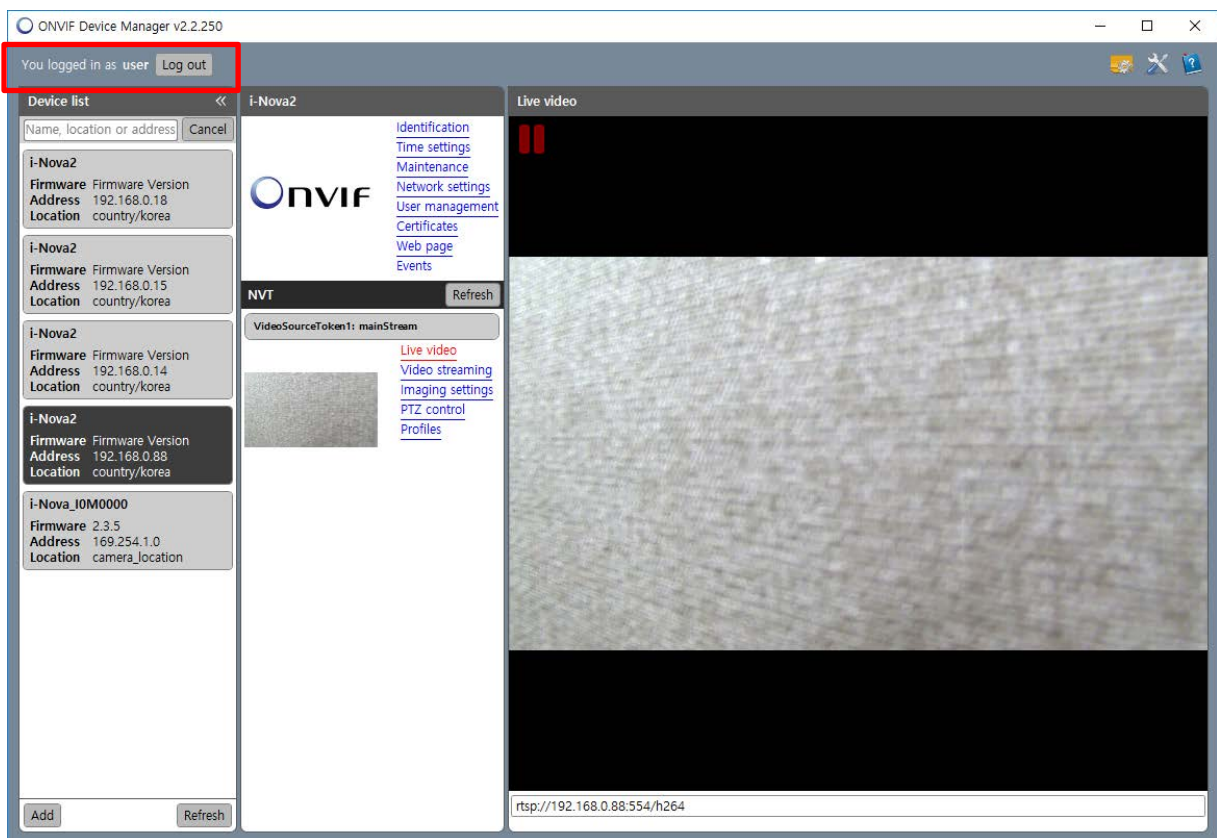 ONVIF Device Manager v2.2.250
You logged in as user Log out
Device list
Name, location or address Cancel
i-Nova2
Firmware Firmware Version
Address 192.168.0.18
Location country/korea
i-Nova2
Firmware Firmware Version
Address 192.168.0.15
Location country/korea
i-Nova2
Firmware Firmware Version
Address 192.168.0.14
Location country/korea
i-Nova2
Firmware Firmware Version
Address 192.168.0.88
Location country/korea
i-Nova_I0M0000
Firmware 2.3.5
Address 169.254.1.0
Location camera_location
Add Refresh
i-Nova2
ONVIF
Identification
Time settings
Maintenance
Network settings
User management
Certificates
Web page
Events
NVT Refresh
VideoSourceToken1: mainStream
Live video
Video streaming
Imaging settings
PTZ control
Profiles
Live video
rtsp://192.168.0.88:554/h264